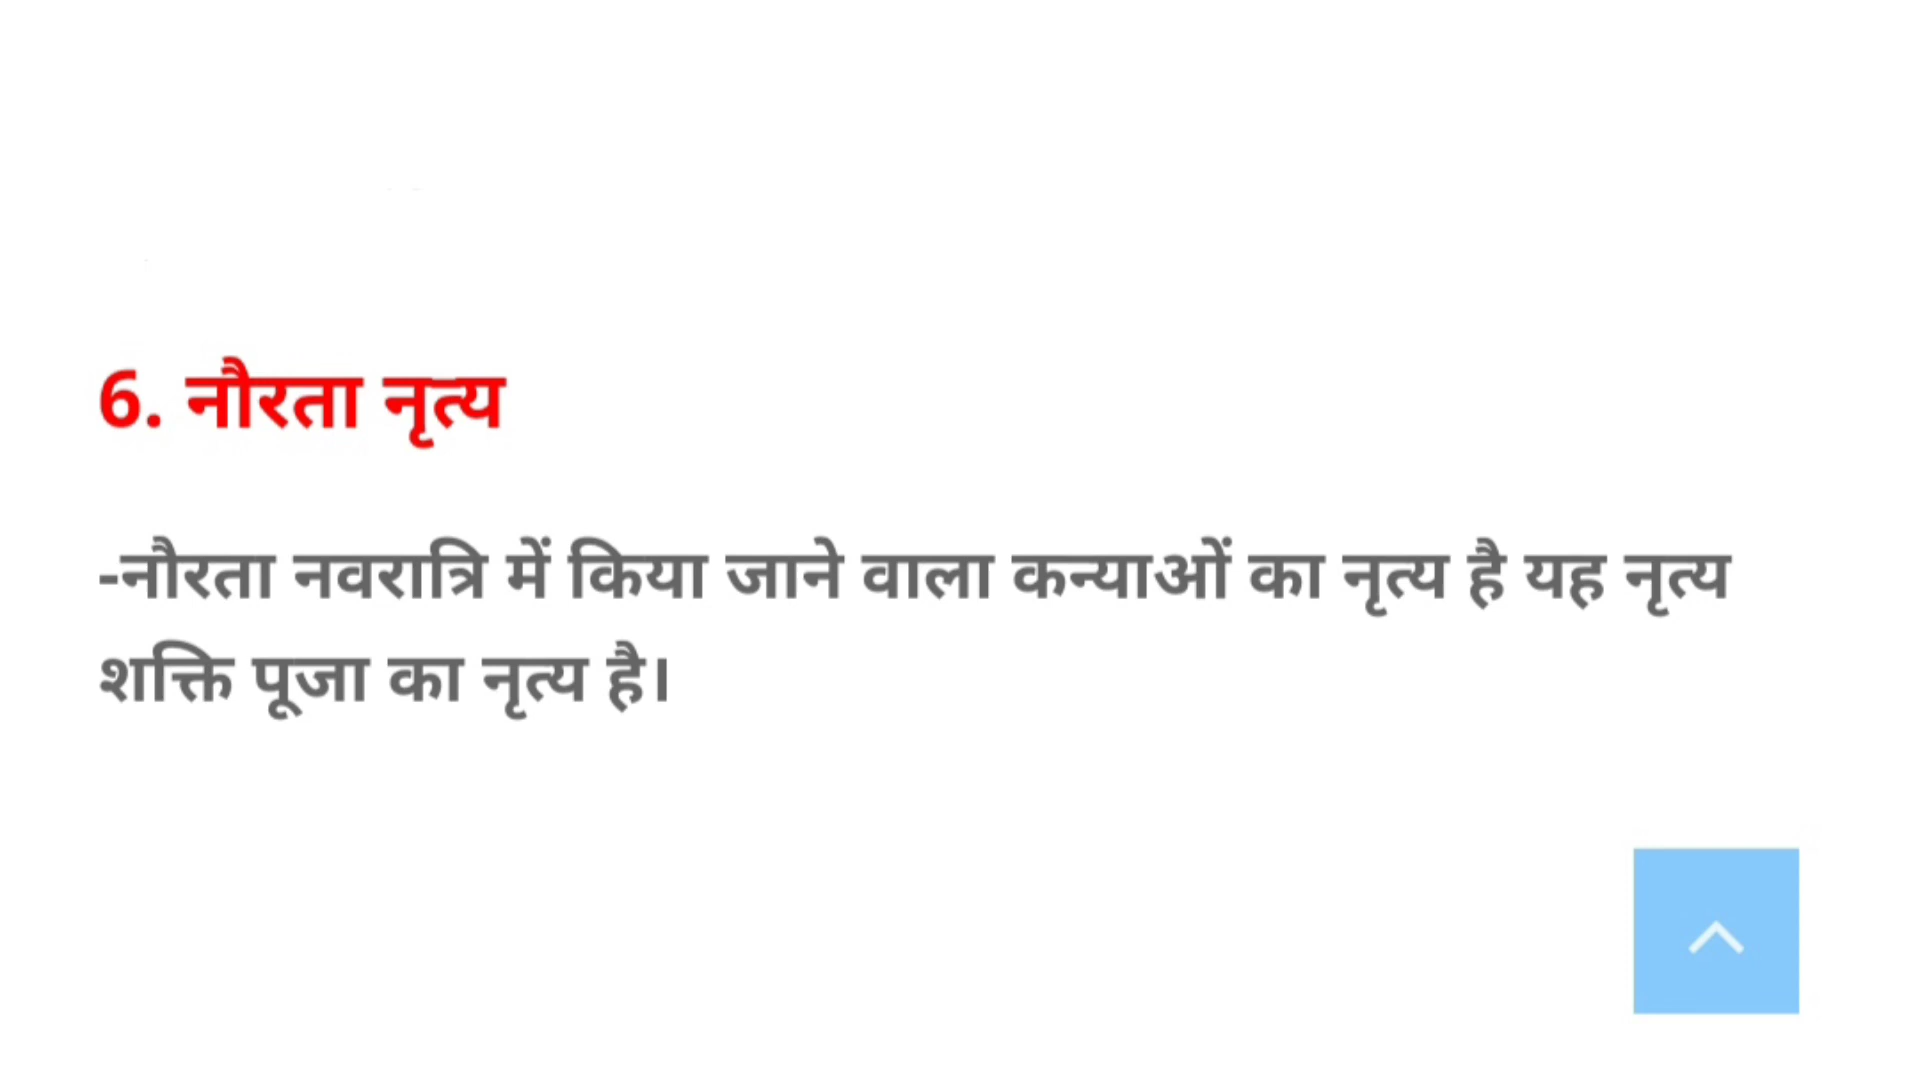 6. नौरता नृत्य
-नौरता नवरात्रि में किया जाने वाला कन्याओं का नृत्य है यह नृत्य
शक्ति पूजा का नृत्य है।